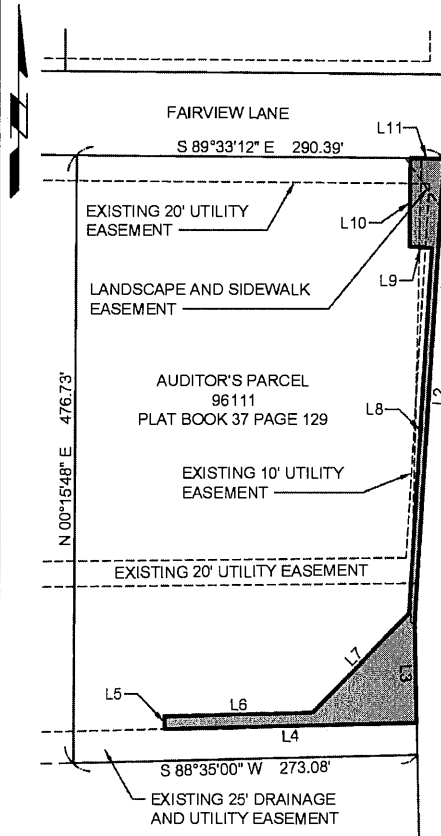 FAIRVIEW LANE
L11
S 89°33'12" E 290.39'
EXISTING 20' UTILITY
EASEMENT
L10
L9
LANDSCAPE AND SIDEWALK
EASEMENT
N 00°15'48" E 476.73'
AUDITOR'S PARCEL
96111
PLAT BOOK 37 PAGE 129
L2
L8
EXISTING 10' UTILITY
EASEMENT
EXISTING 20' UTILITY EASEMENT
L7
L3
L5
L6
L4
S 88°35'00" W 273.08'
EXISTING 25' DRAINAGE
AND UTILITY EASEMENT